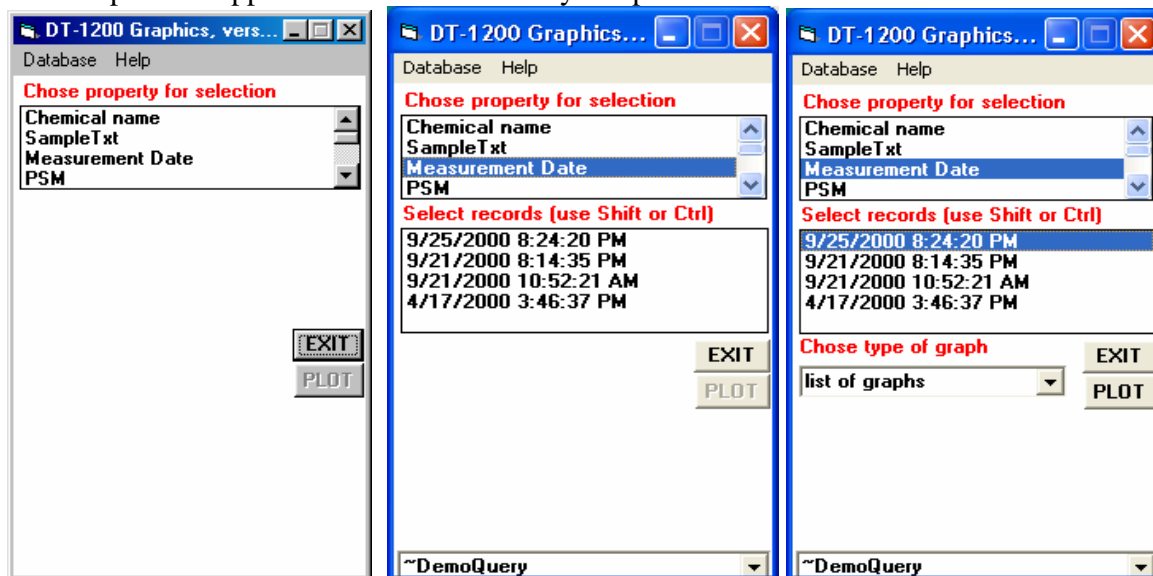 DT-1200 Graphics, vers...
Database Help
Chose property for selection
Chemical name
SampleTxt
Measurement Date
PSM
EXIT
PLOT
DT-1200 Graphics...
Database Help
Chose property for selection
Chemical name
SampleTxt
Measurement Date
PSM
Select records (use Shift or Ctrl)
9/25/2000 8:24:20 PM
9/21/2000 8:14:35 PM
9/21/2000 10:52:21 AM
4/17/2000 3:46:37 PM
EXIT
PLOT
~DemoQuery
DT-1200 Graphics...
Database Help
Chose property for selection
Chemical name
SampleTxt
Measurement Date
PSM
Select records (use Shift or Ctrl)
9/25/2000 8:24:20 PM
9/21/2000 8:14:35 PM
9/21/2000 10:52:21 AM
4/17/2000 3:46:37 PM
Chose type of graph
EXIT
list of graphs
PLOT
~DemoQuery